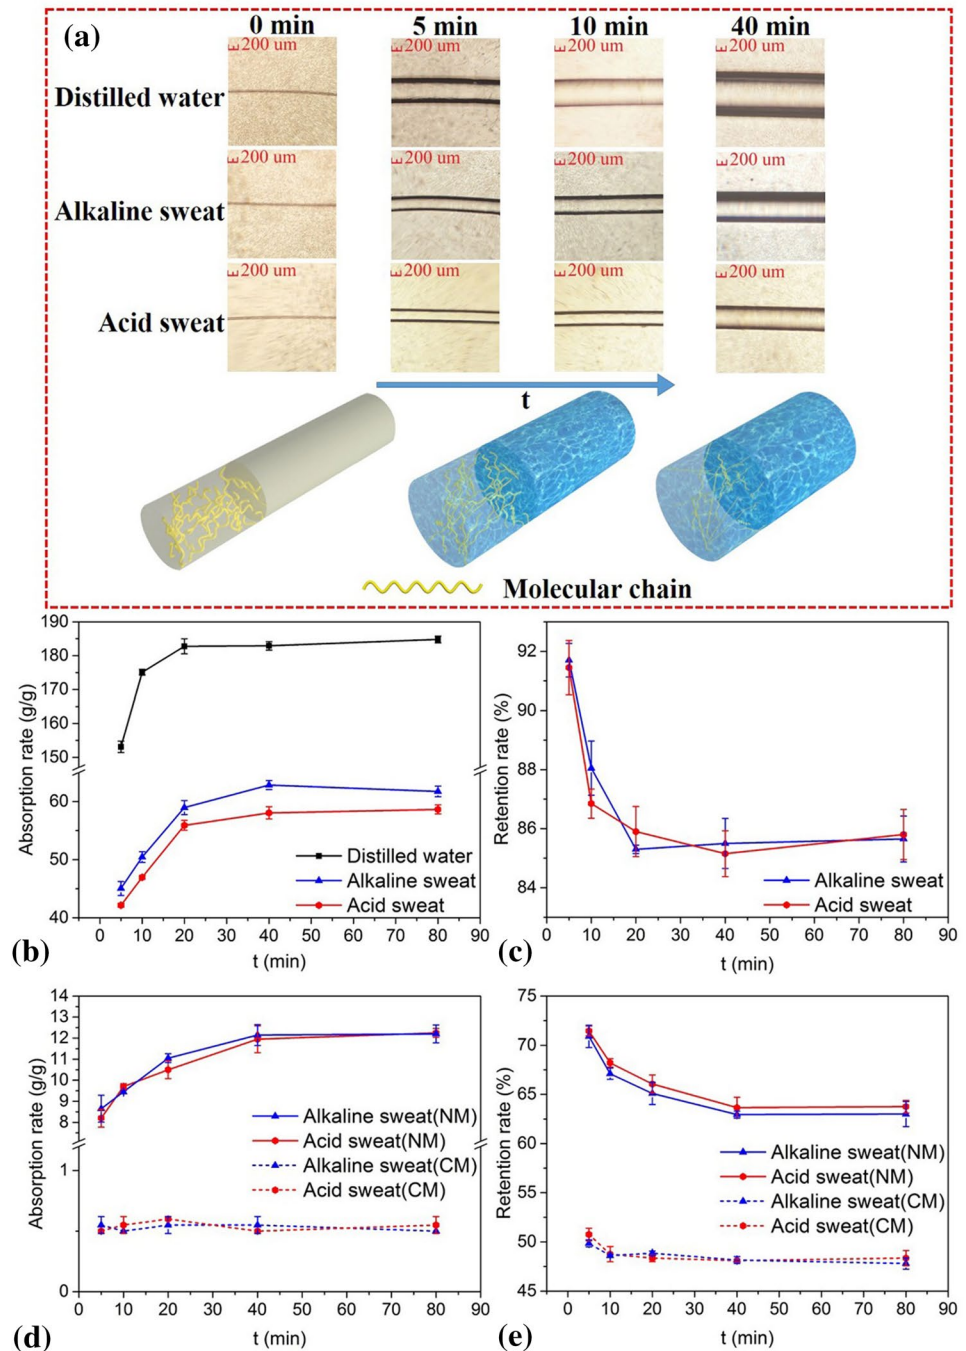 (a)
0 min 5 min 10 min 40 min
Distilled water
200 um 200 um 200 um 200 um
Alkaline sweat
200 um 200 um 200 um 200 um
Acid sweat
200 um 200 um 200 um 200 um
t
Molecular chain
(b)
Absorption rate (g/g)
190
180
170
160
150
60
50
40
0 10 20 30 40 50 60 70 80 90
t (min)
Distilled water
Alkaline sweat
Acid sweat
(c)
Retention rate (%)
92
90
88
86
84
0 10 20 30 40 50 60 70 80 90
t (min)
Alkaline sweat
Acid sweat
(d)
Absorption rate (g/g)
14
13
12
11
10
9
8
1
0
0 10 20 30 40 50 60 70 80 90
t (min)
Alkaline sweat(NM)
Acid sweat(NM)
Alkaline sweat(CM)
Acid sweat(CM)
(e)
Retention rate (%)
75
70
65
60
55
50
45
0 10 20 30 40 50 60 70 80 90
t (min)
Alkaline sweat(NM)
Acid sweat(NM)
Alkaline sweat(CM)
Acid sweat(CM)